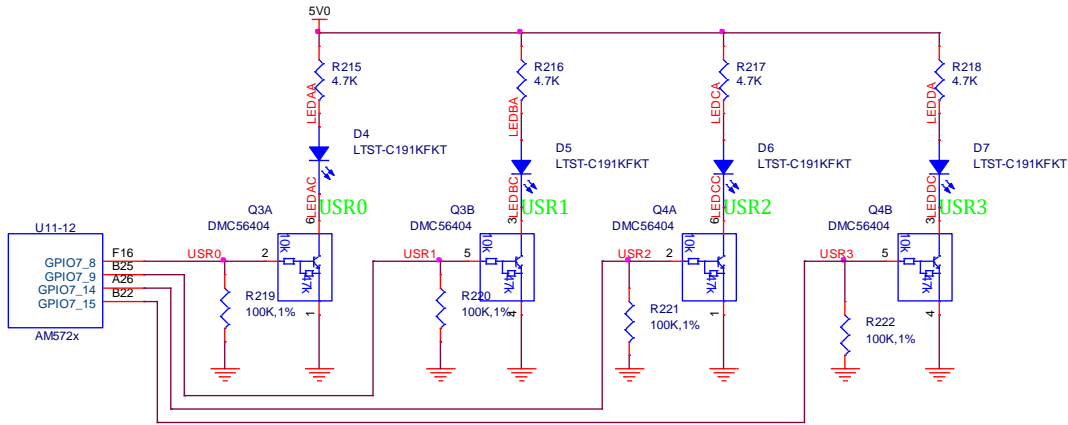 5V0
R215
4.7K
R216
4.7K
R217
4.7K
R218
4.7K
LEDAA
LEDBA
LEDCA
LEDDA
D4
LTST-C191KFKT
D5
LTST-C191KFKT
D6
LTST-C191KFKT
D7
LTST-C191KFKT
LEDAC
LEDBC
LEDCC
LEDDC
USR0
USR1
USR2
USR3
6
3
6
3
Q3A
DMC56404
Q3B
DMC56404
Q4A
DMC56404
Q4B
DMC56404
U11-12
GPIO7_8
GPIO7_9
GPIO7_14
GPIO7_15
F16
B25
A26
B22
AM572x
USR0
2
10k
47k
USR1
5
10k
47k
USR2
2
10k
47k
USR3
5
10k
47k
R219
100K,1%
1
R220
100K,1%
4
R221
100K,1%
1
R222
100K,1%
4